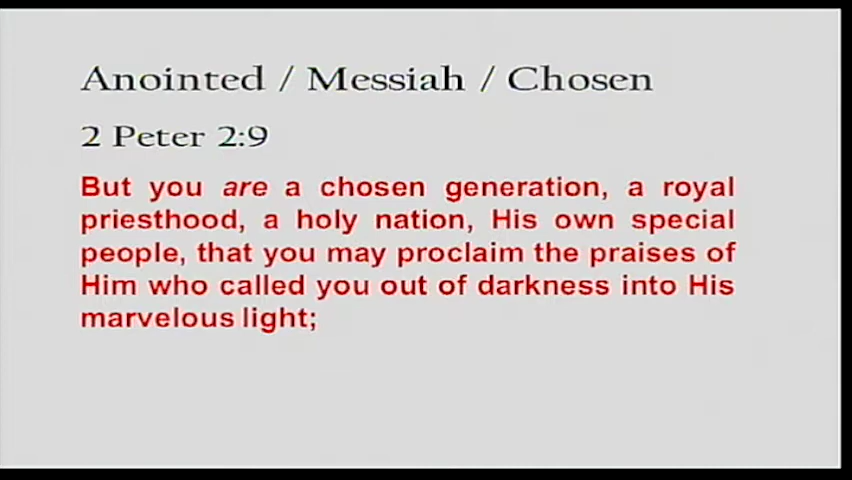 Anointed / Messiah / Chosen
2 Peter 2:9
But you are a chosen generation, a royal
priesthood, a holy nation, His own special
people, that you may proclaim the praises of
Him who called you out of darkness into His
marvelous light;